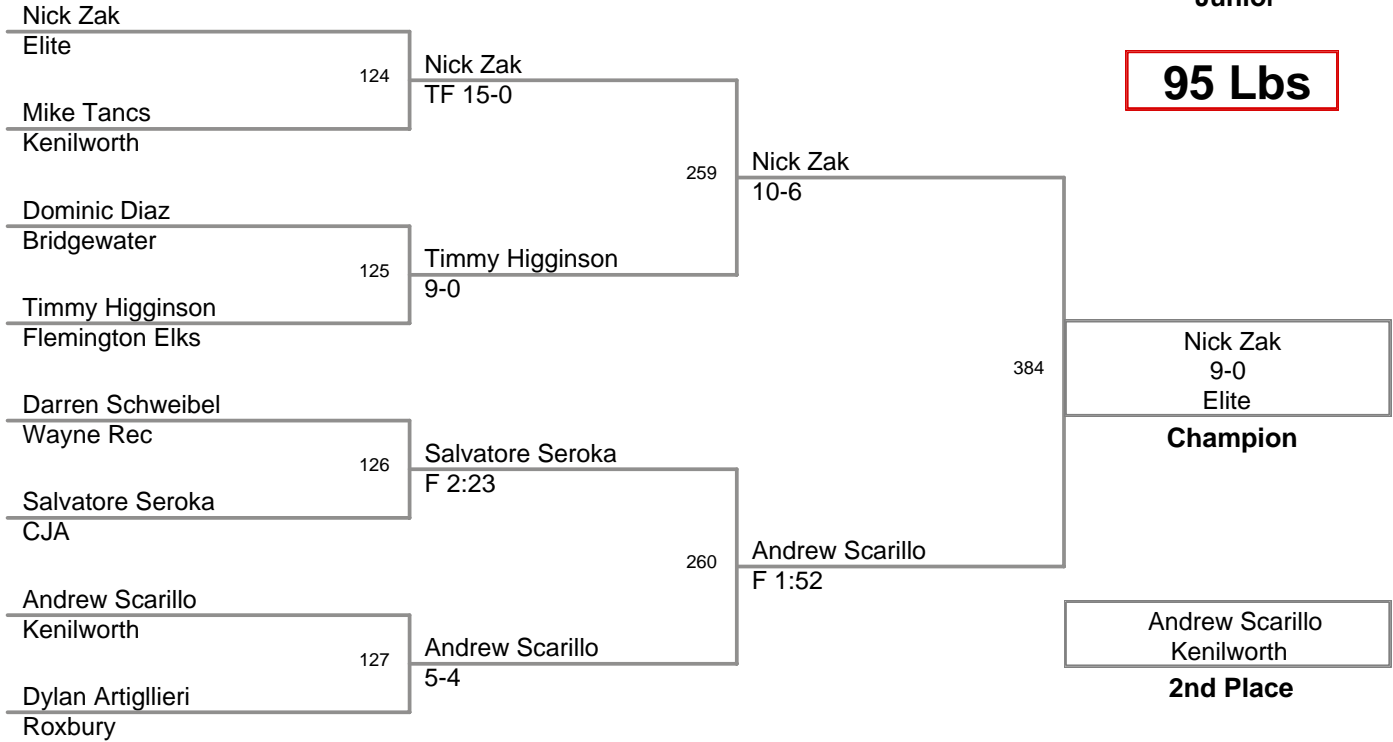 Junior
95 Lbs
Nick Zak
Elite
124
Mike Tancs
Kenilworth
Nick Zak
TF 15-0
Dominic Diaz
Bridgewater
125
Timmy Higginson
Flemington Elks
Timmy Higginson
9-0
259
Nick Zak
10-6
Darren Schweibel
Wayne Rec
126
Salvatore Seroka
CJA
Salvatore Seroka
F 2:23
Andrew Scarillo
Kenilworth
127
Dylan Artigllieri
Roxbury
Andrew Scarillo
5-4
260
Andrew Scarillo
F 1:52
384
Nick Zak
9-0
Elite
Champion
Andrew Scarillo
Kenilworth
2nd Place